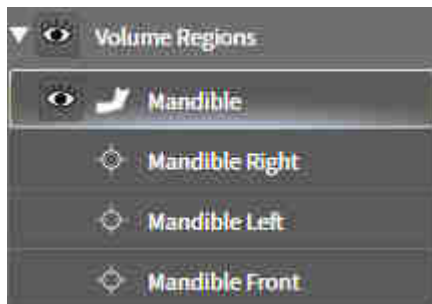 Volume Regions
Mandible
Mandible Right
Mandible Left
Mandible Front